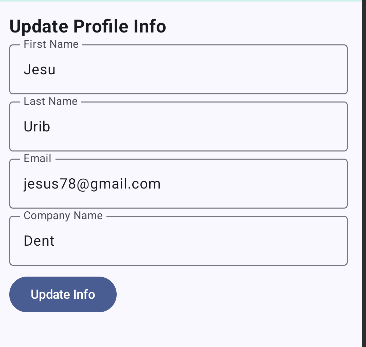 Update Profile Info
First Name
Jesu
Last Name
Urib
Email
jesus78@gmail.com
Company Name
Dent
Update Info